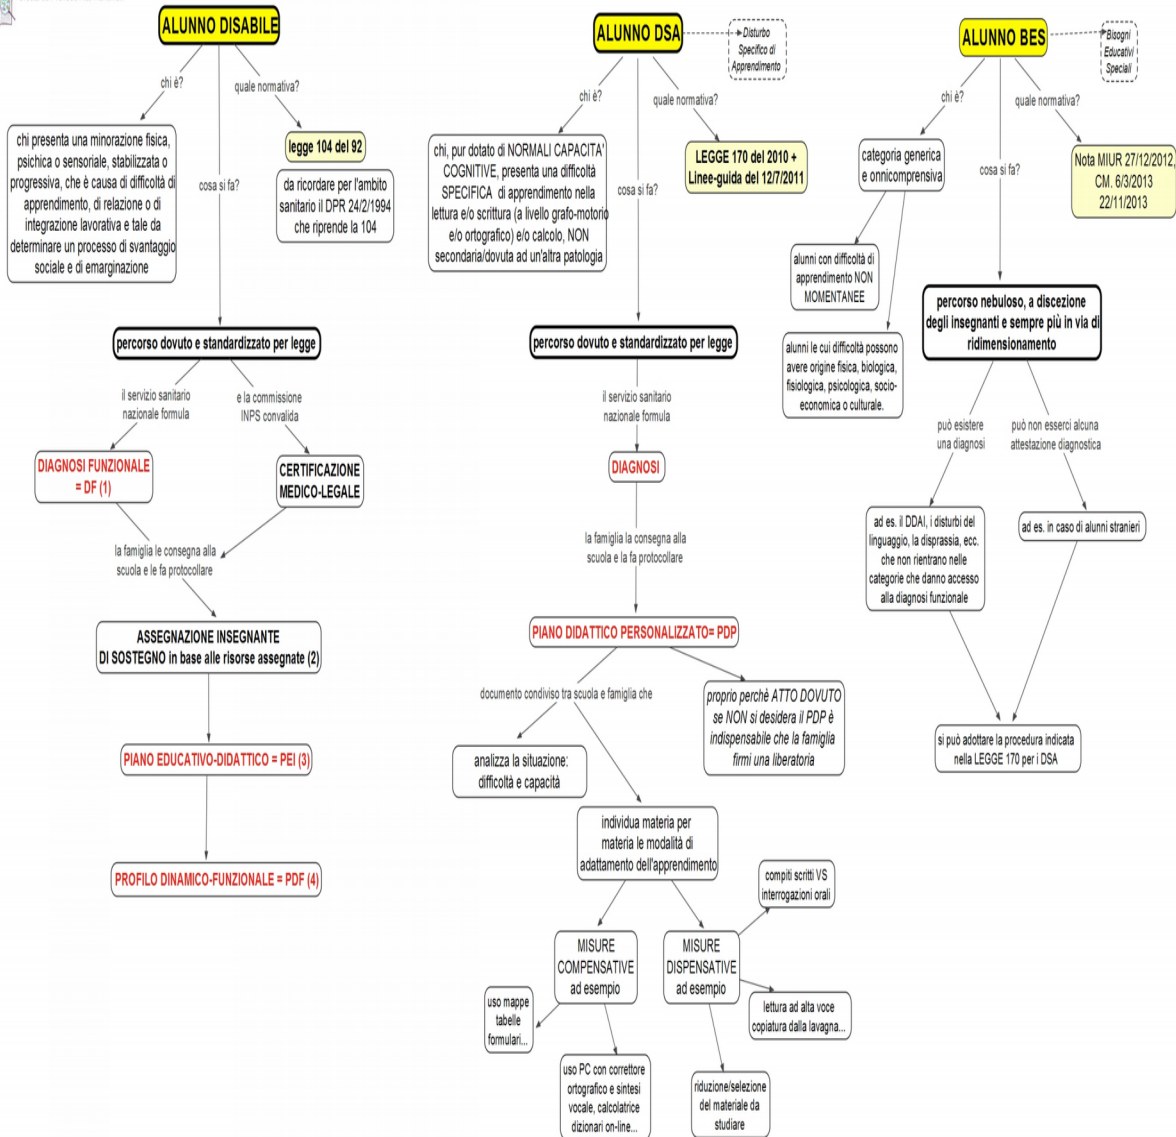 ALUNNO DISABILE
chi è?
quale normativa?
cosa si fa?
chi presenta una minorazione fisica,
psichica o sensoriale, stabilizzata o
progressiva, che è causa di difficoltà di
apprendimento, di relazione o di
integrazione lavorativa e tale da
determinare un processo di svantaggio
sociale e di emarginazione
legge 104 del 92
da ricordare per l'ambito
sanitario il DPR 24/2/1994
che riprende la 104
percorso dovuto e standardizzato per legge
il servizio sanitario
nazionale formula
e la commissione
INPS convalida
DIAGNOSI FUNZIONALE
= DF (1)
CERTIFICAZIONE
MEDICO-LEGALE
la famiglia le consegna alla
scuola e le fa protocollare
ASSEGNAZIONE INSEGNANTE
DI SOSTEGNO in base alle risorse assegnate (2)
PIANO EDUCATIVO-DIDATTICO = PEI (3)
PROFILO DINAMICO-FUNZIONALE = PDF (4)
ALUNNO DSA
Disturbo
Specifico di
Apprendimento
chi è?
quale normativa?
cosa si fa?
chi, pur dotato di NORMALI CAPACITA'
COGNITIVE, presenta una difficoltà
SPECIFICA di apprendimento nella
lettura e/o scrittura (a livello grafo-motorio
e/o ortografico) e/o calcolo, NON
secondaria/dovuta ad un'altra patologia
LEGGE 170 del 2010 +
Linee-guida del 12/7/2011
percorso dovuto e standardizzato per legge
il servizio sanitario
nazionale formula
DIAGNOSI
la famiglia la consegna alla
scuola e la fa protocollare
PIANO DIDATTICO PERSONALIZZATO= PDP
documento condiviso tra scuola e famiglia che
proprio perchè ATTO DOVUTO
se NON si desidera il PDP è
indispensabile che la famiglia
firmi una liberatoria
analizza la situazione:
difficoltà e capacità
individua materia per
materia le modalità di
adattamento dell'apprendimento
MISURE
COMPENSATIVE
ad esempio
MISURE
DISPENSATIVE
ad esempio
compiti scritti VS
interrogazioni orali
lettura ad alta voce
copiatura dalla lavagna...
uso mappe
tabelle
formulari...
uso PC con correttore
ortografico e sintesi
vocale, calcolatrice
dizionari on-line...
riduzione/selezione
del materiale da
studiare
ALUNNO BES
Bisogni
Educativi
Speciali
chi è?
quale normativa?
cosa si fa?
categoria generica
e onnicomprensiva
Nota MIUR 27/12/2012,
CM. 6/3/2013
22/11/2013
alunni con difficoltà di
apprendimento NON
MOMENTANEE
alunni le cui difficoltà possono
avere origine fisica, biologica,
fisiologica, psicologica, socio-
economica o culturale.
percorso nebuloso, a discezione
degli insegnanti e sempre più in via di
ridimensionamento
può esistere
una diagnosi
può non esserci alcuna
attestazione diagnostica
ad es. il DDAI, i disturbi del
linguaggio, la disprassia, ecc.
che non rientrano nelle
categorie che danno accesso
alla diagnosi funzionale
ad es. in caso di alunni stranieri
si può adottare la procedura indicata
nella LEGGE 170 per i DSA